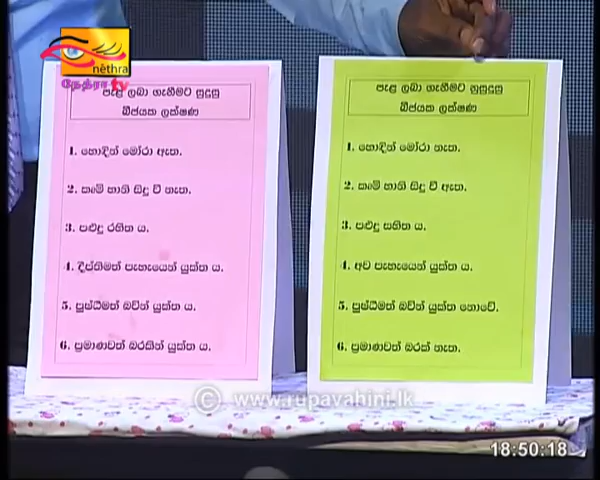 nēthra
நேத்ரா tv
පැළ ලබා ගැනීමට සුදුසු
බීජයක ලක්ෂණ
1. හොඳින් මෝරා ඇත.
2. කෘමි හානි සිදු වී නැත.
3. පළුදු රහිත ය.
4. දිප්තිමත් පැහැයෙන් යුක්ත ය.
5. පුෂ්ඨිමත් බවින් යුක්ත ය.
6. ප්‍රමාණවත් බරකින් යුක්ත ය.
පැළ ලබා ගැනීමට නුසුදුසු
බීජයක ලක්ෂණ
1. හොඳින් මෝරා නැත.
2. කෘමි හානි සිදු වී ඇත.
3. පළුදු සහිත ය.
4. අව පැහැයෙන් යුක්ත ය.
5. පුෂ්ඨිමත් බවින් යුක්ත නොවේ.
6. ප්‍රමාණවත් බරක් නැත.
© www.rupavahini.lk
18:50:18